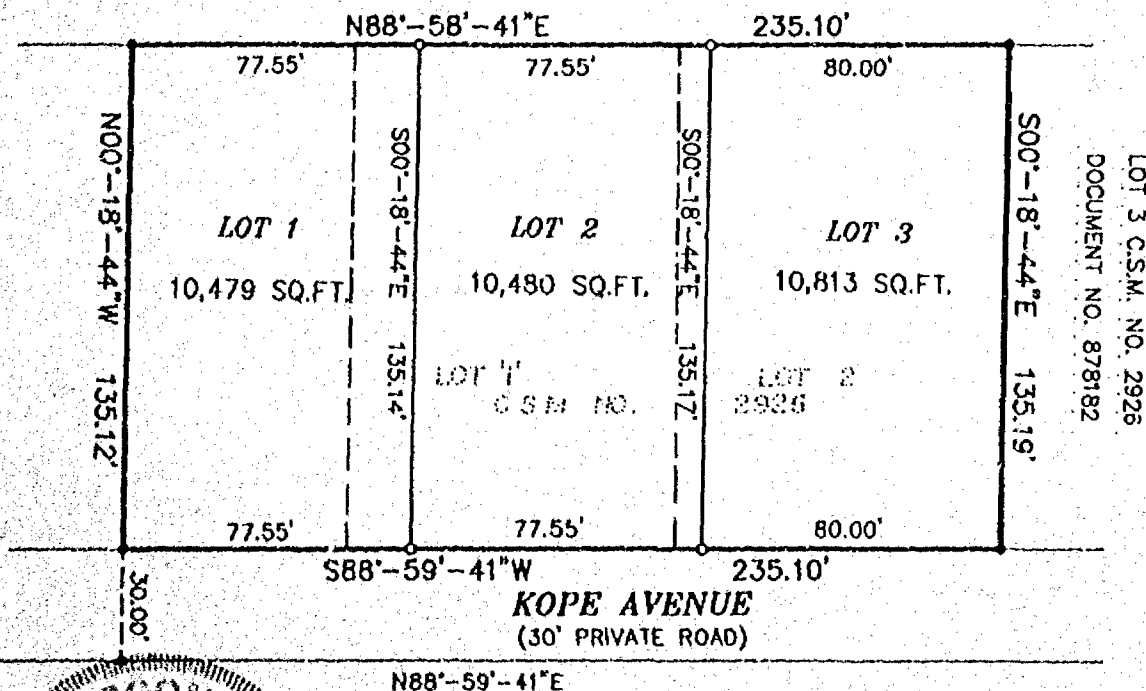 N88°-58'-41"E 235.10'
77.55' 77.55' 80.00'
N00°-18'-44"W 135.12'
S00°-18'-44"E 135.14'
S00°-18'-44"E 135.17'
S00°-18'-44"E 135.19'
LOT 3 C.S.M. NO. 2926
DOCUMENT NO. 878182
LOT 1
10,479 SQ.FT.
LOT 2
10,480 SQ.FT.
LOT 3
10,813 SQ.FT.
LOT 1 LOT 2
C S M NO. 2926
77.55' 77.55' 80.00'
S88°-59'-41"W 235.10'
30.00'
KOPE AVENUE
(30' PRIVATE ROAD)
N88°-59'-41"E